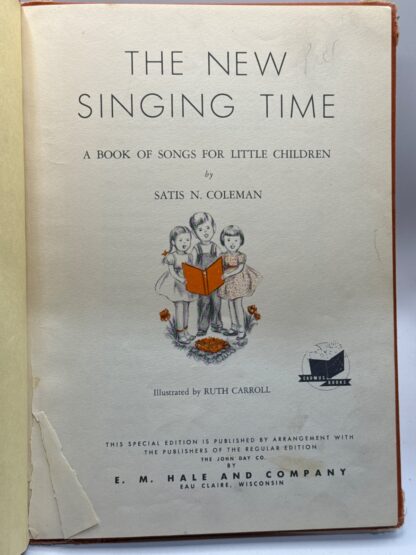 THE NEW
SINGING TIME
A BOOK OF SONGS FOR LITTLE CHILDREN
by
SATIS N. COLEMAN
CADMUS
BOOKS
Illustrated by RUTH CARROLL
THIS SPECIAL EDITION IS PUBLISHED BY ARRANGEMENT WITH
THE PUBLISHERS OF THE REGULAR EDITION
THE JOHN DAY CO.
BY
E. M. HALE AND COMPANY
EAU CLAIRE, WISCONSIN